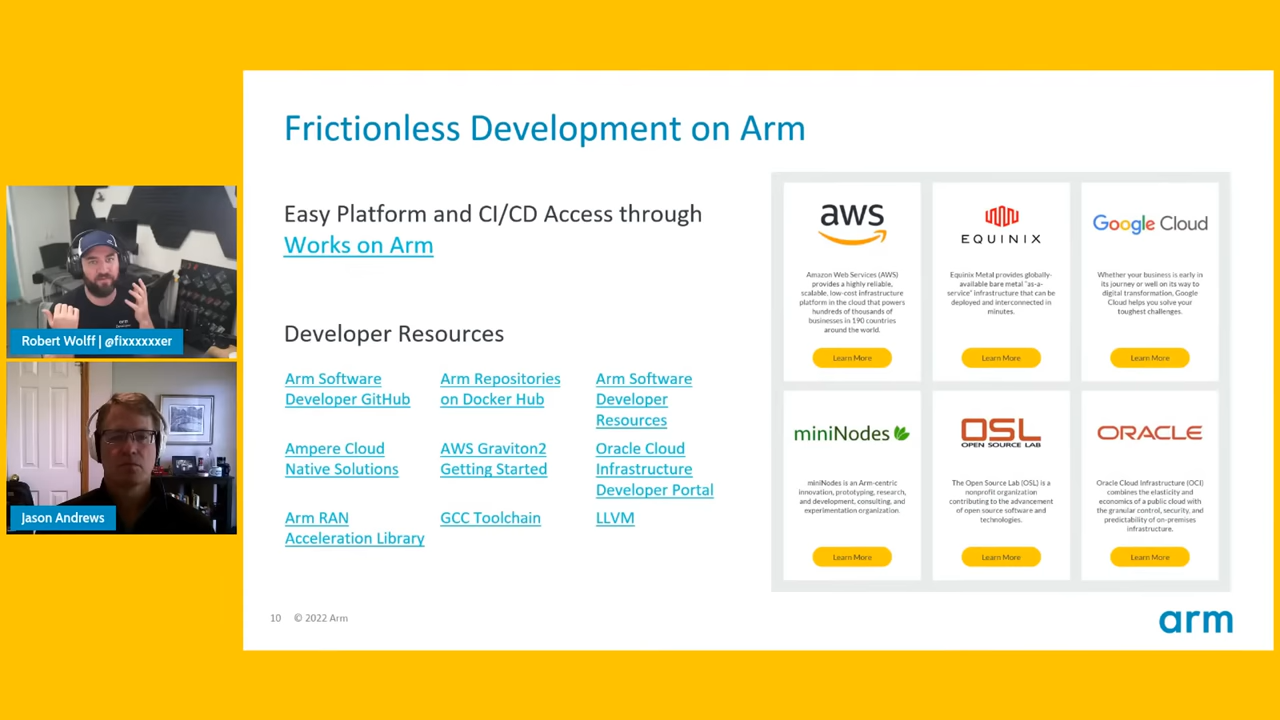 Frictionless Development on Arm
Easy Platform and CI/CD Access through
Works on Arm
Developer Resources
Arm Software
Developer GitHub
Arm Repositories
on Docker Hub
Arm Software
Developer
Resources
Ampere Cloud
Native Solutions
AWS Graviton2
Getting Started
Oracle Cloud
Infrastructure
Developer Portal
Arm RAN
Acceleration Library
GCC Toolchain
LLVM
aws
Amazon Web Services (AWS)
provides a highly reliable,
scalable, low-cost infrastructure
platform in the cloud that powers
hundreds of thousands of
businesses in 190 countries
around the world.
Learn More
EQUINIX
Equinix Metal provides globally-
available bare metal "as-a-
service" infrastructure that can be
deployed and interconnected in
minutes.
Learn More
Google Cloud
Whether your business is early in
its journey or well on its way to
digital transformation, Google
Cloud helps you solve your
toughest challenges.
Learn More
miniNodes
miniNodes is an Arm-centric
innovation, prototyping, research,
and development, consulting, and
experimentation organization.
Learn More
OSL
OPEN SOURCE LAB
The Open Source Lab (OSL) is a
nonprofit organization
contributing to the advancement
of open source software and
technologies.
Learn More
ORACLE
Oracle Cloud Infrastructure (OCI)
combines the elasticity and
economics of a public cloud with
the granular control, security, and
predictability of on-premises
infrastructure.
Learn More
10 © 2022 Arm
arm
Robert Wolff | @fixxxxxxer
Jason Andrews